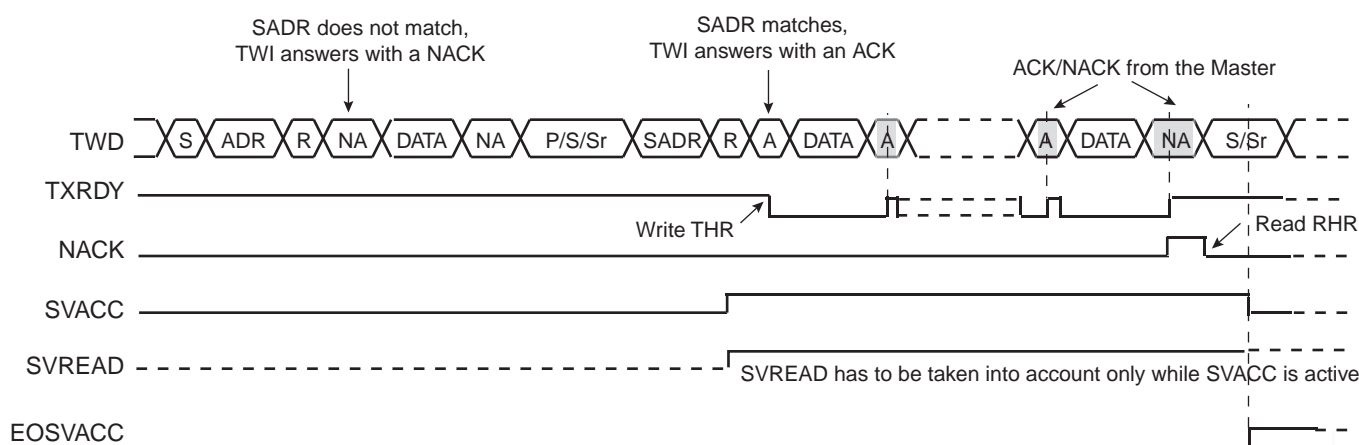 SADR does not match,
TWI answers with a NACK
SADR matches,
TWI answers with an ACK
ACK/NACK from the Master
TWD S ADR R NA DATA NA P/S/Sr SADR R A DATA A A DATA NA S/Sr
TXRDY
Write THR
Read RHR
NACK
SVACC
SVREAD
SVREAD has to be taken into account only while SVACC is active
EOSVACC